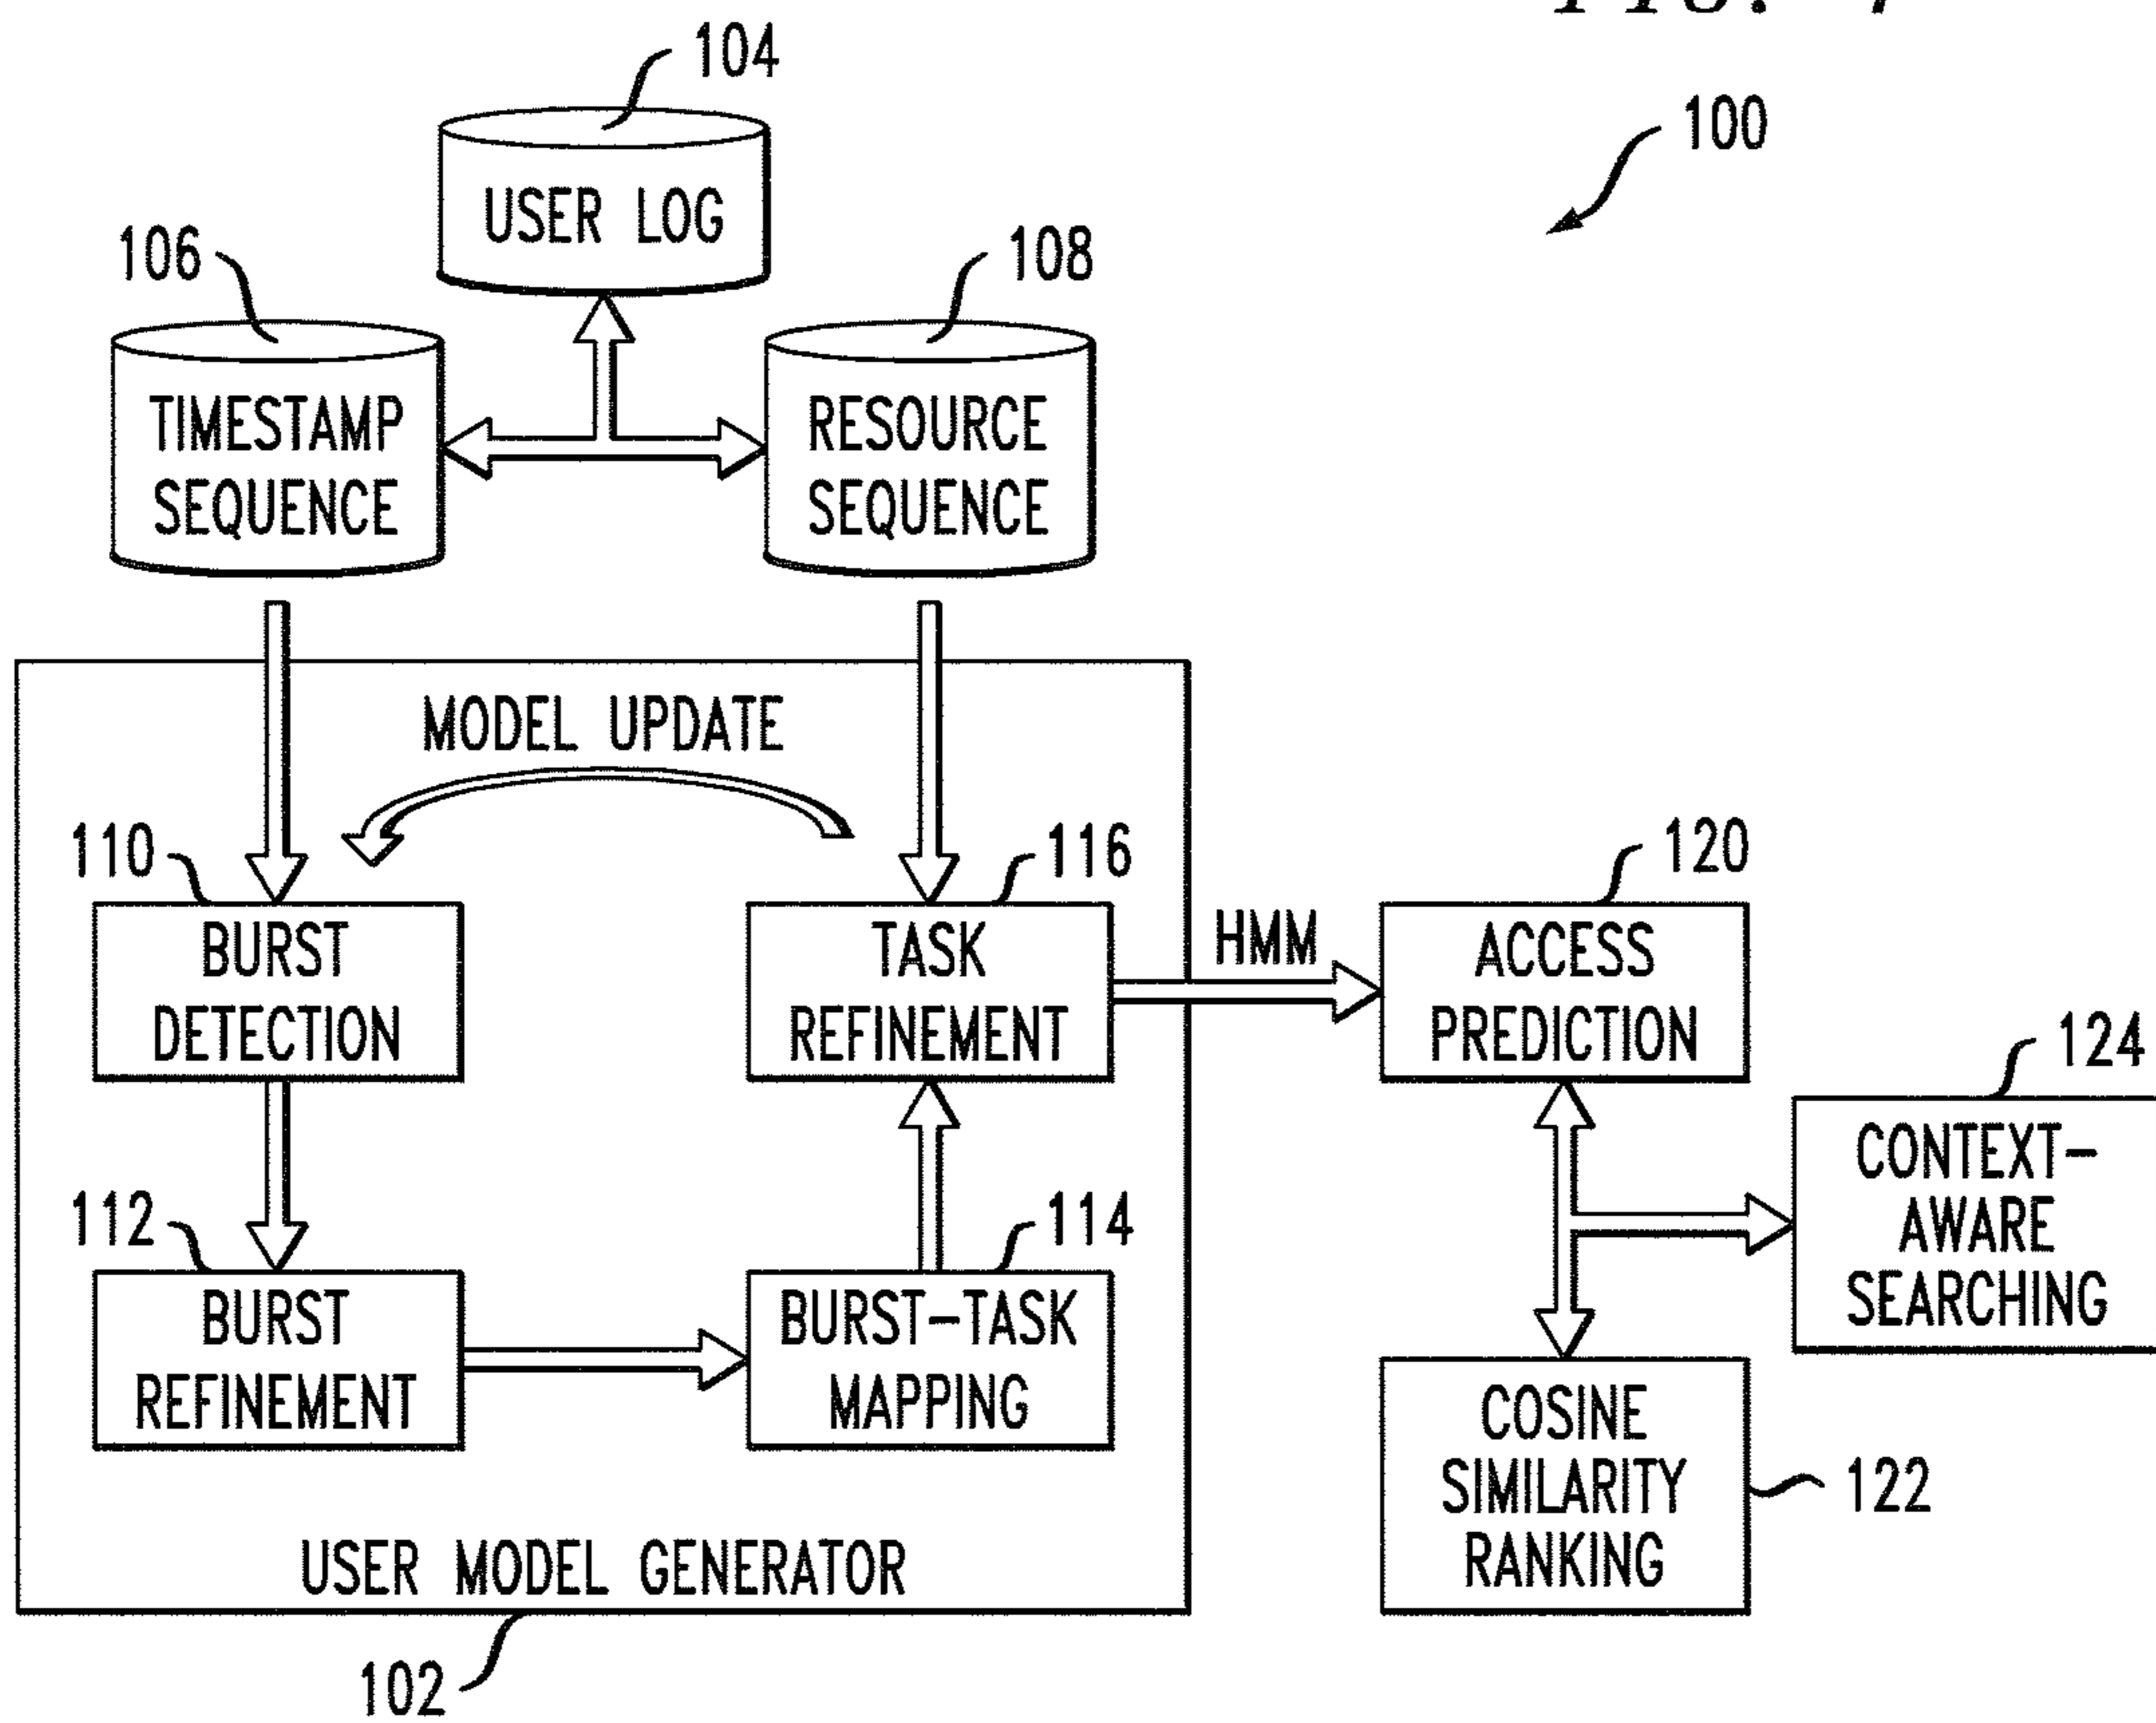 104
100
USER LOG
106
108
TIMESTAMP
SEQUENCE
RESOURCE
SEQUENCE
MODEL UPDATE
110
116
120
BURST
DETECTION
TASK
REFINEMENT
HMM
ACCESS
PREDICTION
124
CONTEXT-
AWARE
SEARCHING
112
114
BURST
REFINEMENT
BURST-TASK
MAPPING
COSINE
SIMILARITY
RANKING
122
USER MODEL GENERATOR
102